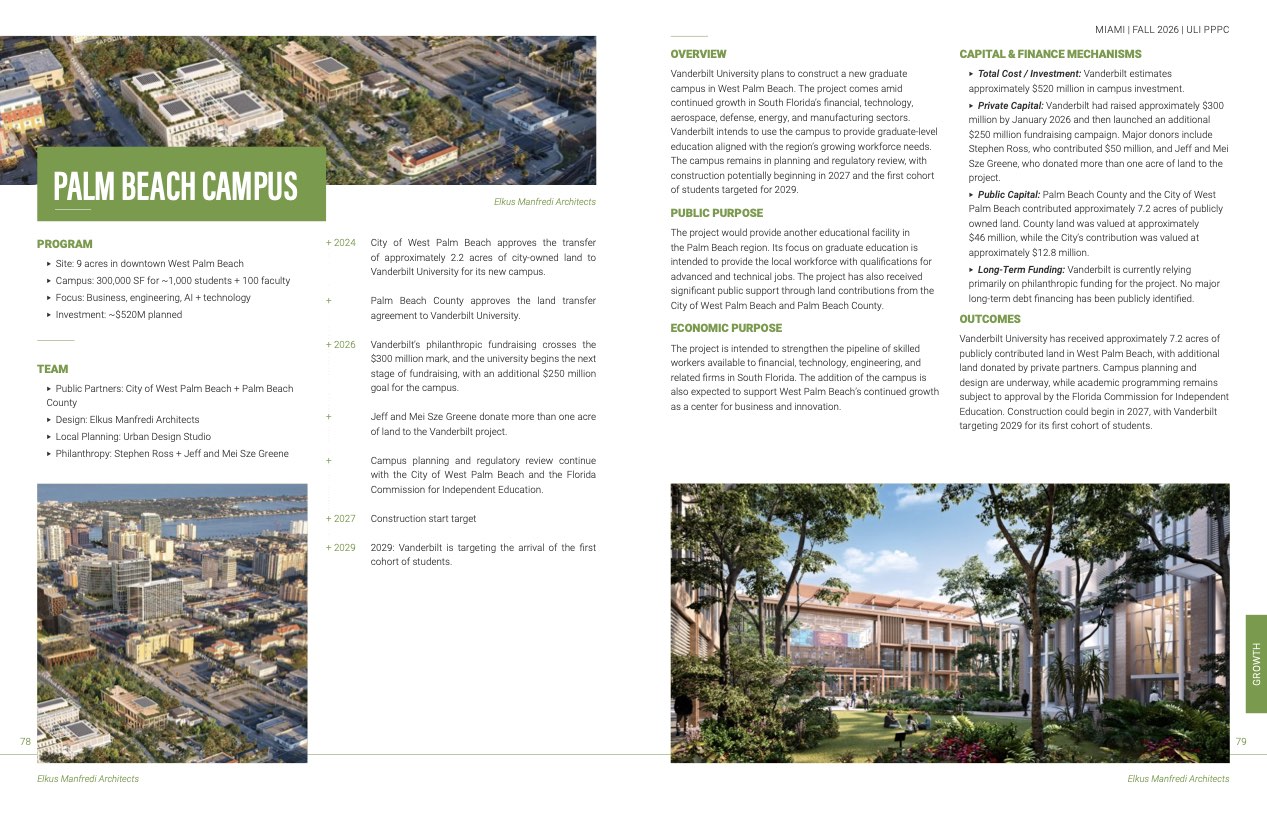 PALM BEACH CAMPUS
Elkus Manfredi Architects
PROGRAM
‣ Site: 9 acres in downtown West Palm Beach
‣ Campus: 300,000 SF for ~1,000 students + 100 faculty
‣ Focus: Business, engineering, AI + technology
‣ Investment: ~$520M planned
TEAM
‣ Public Partners: City of West Palm Beach + Palm Beach
County
‣ Design: Elkus Manfredi Architects
‣ Local Planning: Urban Design Studio
‣ Philanthropy: Stephen Ross + Jeff and Mei Sze Greene
+ 2024 City of West Palm Beach approves the transfer
of approximately 2.2 acres of city-owned land to
Vanderbilt University for its new campus.
+ Palm Beach County approves the land transfer
agreement to Vanderbilt University.
+ 2026 Vanderbilt's philanthropic fundraising crosses the
$300 million mark, and the university begins the next
stage of fundraising, with an additional $250 million
goal for the campus.
+ Jeff and Mei Sze Greene donate more than one acre
of land to the Vanderbilt project.
+ Campus planning and regulatory review continue
with the City of West Palm Beach and the Florida
Commission for Independent Education.
+ 2027 Construction start target
+ 2029 2029: Vanderbilt is targeting the arrival of the first
cohort of students.
78
Elkus Manfredi Architects
MIAMI | FALL 2026 | ULI PPPC
OVERVIEW
Vanderbilt University plans to construct a new graduate
campus in West Palm Beach. The project comes amid
continued growth in South Florida's financial, technology,
aerospace, defense, energy, and manufacturing sectors.
Vanderbilt intends to use the campus to provide graduate-level
education aligned with the region's growing workforce needs.
The campus remains in planning and regulatory review, with
construction potentially beginning in 2027 and the first cohort
of students targeted for 2029.
PUBLIC PURPOSE
The project would provide another educational facility in
the Palm Beach region. Its focus on graduate education is
intended to provide the local workforce with qualifications for
advanced and technical jobs. The project has also received
significant public support through land contributions from the
City of West Palm Beach and Palm Beach County.
ECONOMIC PURPOSE
The project is intended to strengthen the pipeline of skilled
workers available to financial, technology, engineering, and
related firms in South Florida. The addition of the campus is
also expected to support West Palm Beach's continued growth
as a center for business and innovation.
CAPITAL & FINANCE MECHANISMS
‣ Total Cost / Investment: Vanderbilt estimates
approximately $520 million in campus investment.
‣ Private Capital: Vanderbilt had raised approximately $300
million by January 2026 and then launched an additional
$250 million fundraising campaign. Major donors include
Stephen Ross, who contributed $50 million, and Jeff and Mei
Sze Greene, who donated more than one acre of land to the
project.
‣ Public Capital: Palm Beach County and the City of West
Palm Beach contributed approximately 7.2 acres of publicly
owned land. County land was valued at approximately
$46 million, while the City's contribution was valued at
approximately $12.8 million.
‣ Long-Term Funding: Vanderbilt is currently relying
primarily on philanthropic funding for the project. No major
long-term debt financing has been publicly identified.
OUTCOMES
Vanderbilt University has received approximately 7.2 acres of
publicly contributed land in West Palm Beach, with additional
land donated by private partners. Campus planning and
design are underway, while academic programming remains
subject to approval by the Florida Commission for Independent
Education. Construction could begin in 2027, with Vanderbilt
targeting 2029 for its first cohort of students.
GROWTH
79
Elkus Manfredi Architects